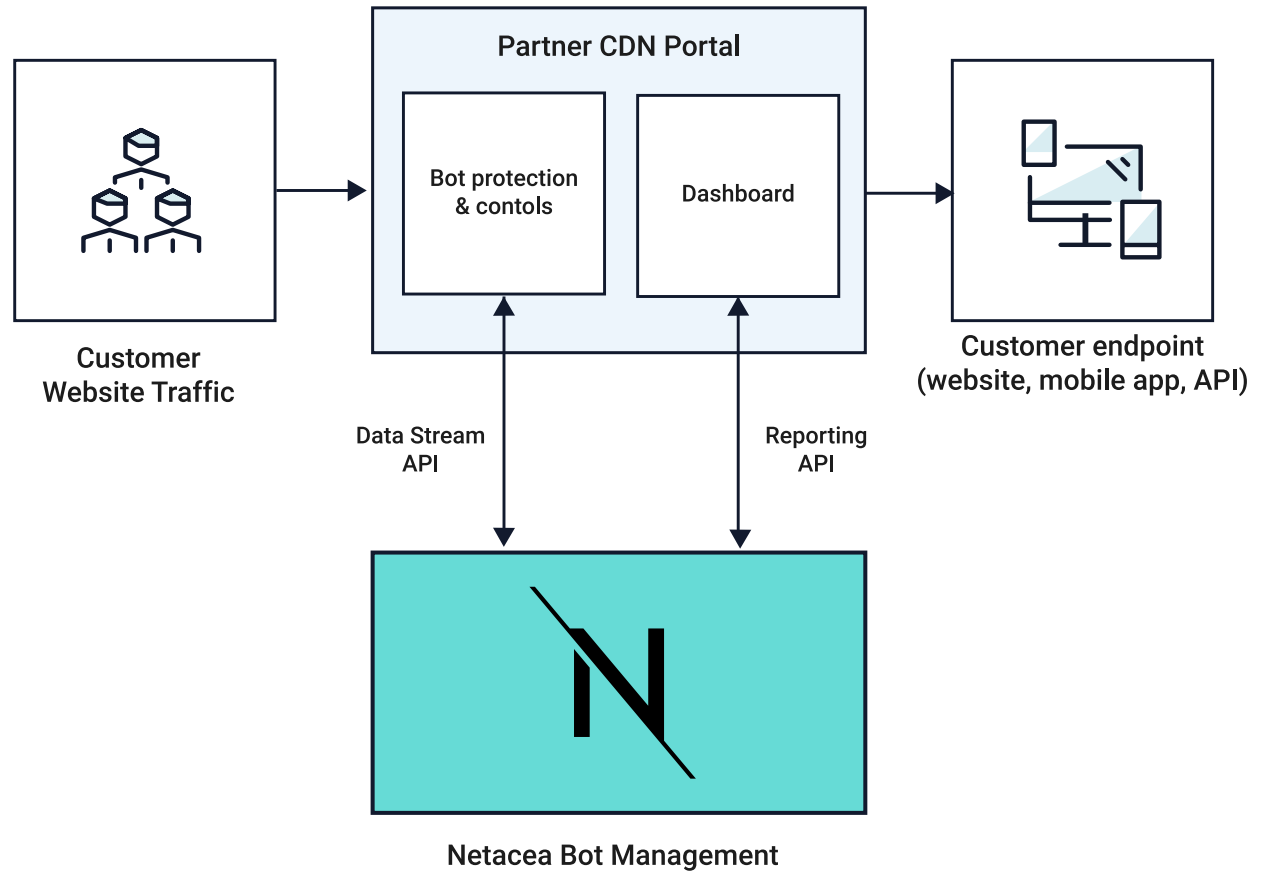 Partner CDN Portal
Bot protection
& contols
Dashboard
Customer
Website Traffic
Customer endpoint
(website, mobile app, API)
Data Stream
API
Reporting
API
N
Netacea Bot Management